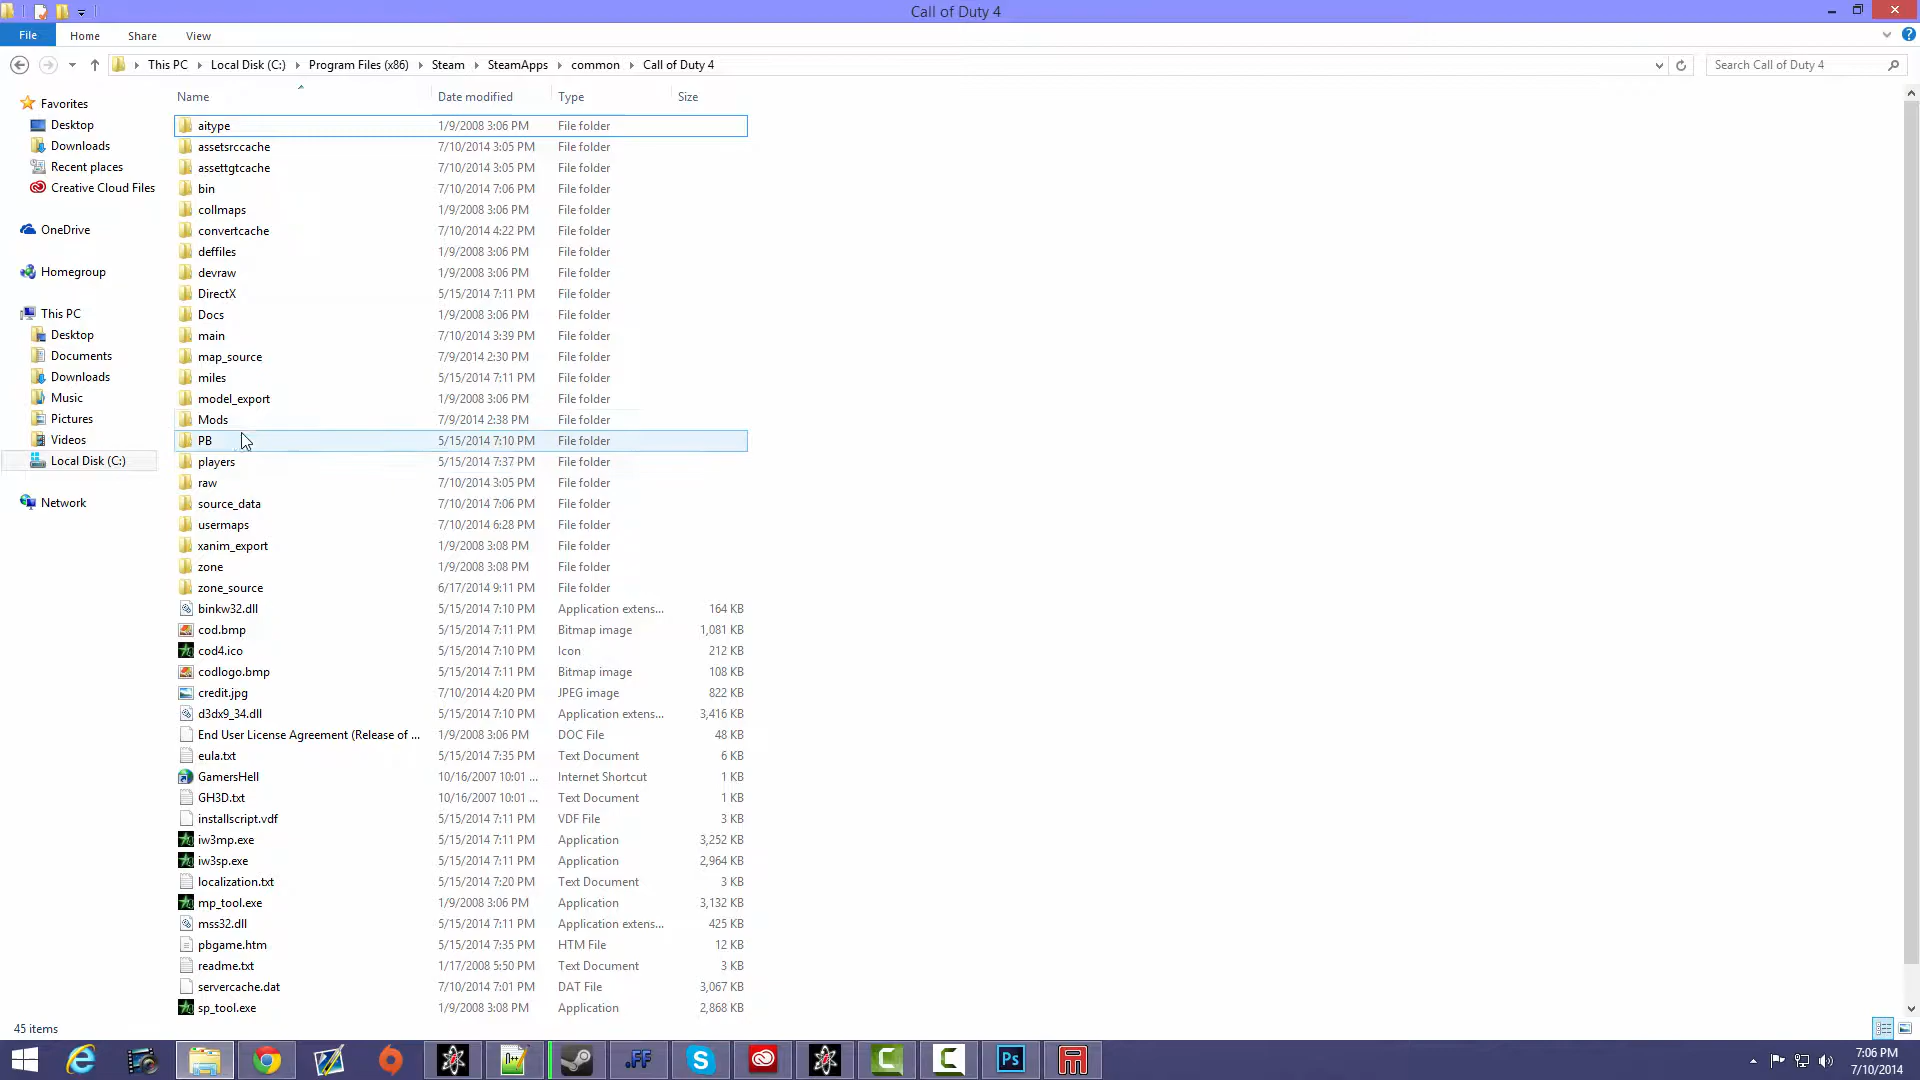 Call of Duty 4
File Home Share View
This PC Local Disk (C:) Program Files (x86) Steam SteamApps common Call of Duty 4 Search Call of Duty 4
Name Date modified Type Size
Favorites
Desktop
Downloads
Recent places
Creative Cloud Files
OneDrive
Homegroup
This PC
Desktop
Documents
Downloads
Music
Pictures
Videos
Local Disk (C:)
Network
aitype 1/9/2008 3:06 PM File folder
assetsrccache 7/10/2014 3:05 PM File folder
assettgtcache 7/10/2014 3:05 PM File folder
bin 7/10/2014 7:06 PM File folder
collmaps 1/9/2008 3:06 PM File folder
convertcache 7/10/2014 4:22 PM File folder
deffiles 1/9/2008 3:06 PM File folder
devraw 1/9/2008 3:06 PM File folder
DirectX 5/15/2014 7:11 PM File folder
Docs 1/9/2008 3:06 PM File folder
main 7/10/2014 3:39 PM File folder
map_source 7/9/2014 2:30 PM File folder
miles 5/15/2014 7:11 PM File folder
model_export 1/9/2008 3:06 PM File folder
Mods 7/9/2014 2:38 PM File folder
PB 5/15/2014 7:10 PM File folder
players 5/15/2014 7:37 PM File folder
raw 7/10/2014 3:05 PM File folder
source_data 7/10/2014 7:06 PM File folder
usermaps 7/10/2014 6:28 PM File folder
xanim_export 1/9/2008 3:08 PM File folder
zone 1/9/2008 3:08 PM File folder
zone_source 6/17/2014 9:11 PM File folder
binkw32.dll 5/15/2014 7:10 PM Application extens... 164 KB
cod.bmp 5/15/2014 7:11 PM Bitmap image 1,081 KB
cod4.ico 5/15/2014 7:10 PM Icon 212 KB
codlogo.bmp 5/15/2014 7:11 PM Bitmap image 108 KB
credit.jpg 7/10/2014 4:20 PM JPEG image 822 KB
d3dx9_34.dll 5/15/2014 7:10 PM Application extens... 3,416 KB
End User License Agreement (Release of ... 1/9/2008 3:06 PM DOC File 48 KB
eula.txt 5/15/2014 7:35 PM Text Document 6 KB
GamersHell 10/16/2007 10:01 ... Internet Shortcut 1 KB
GH3D.txt 10/16/2007 10:01 ... Text Document 1 KB
installscript.vdf 5/15/2014 7:11 PM VDF File 3 KB
iw3mp.exe 5/15/2014 7:11 PM Application 3,252 KB
iw3sp.exe 5/15/2014 7:11 PM Application 2,964 KB
localization.txt 5/15/2014 7:20 PM Text Document 3 KB
mp_tool.exe 1/9/2008 3:06 PM Application 3,132 KB
mss32.dll 5/15/2014 7:11 PM Application extens... 425 KB
pbgame.htm 5/15/2014 7:35 PM HTM File 12 KB
readme.txt 1/17/2008 5:50 PM Text Document 3 KB
servercache.dat 7/10/2014 7:01 PM DAT File 3,067 KB
sp_tool.exe 1/9/2008 3:08 PM Application 2,868 KB
45 items
.FF
Ps
7:06 PM
7/10/2014